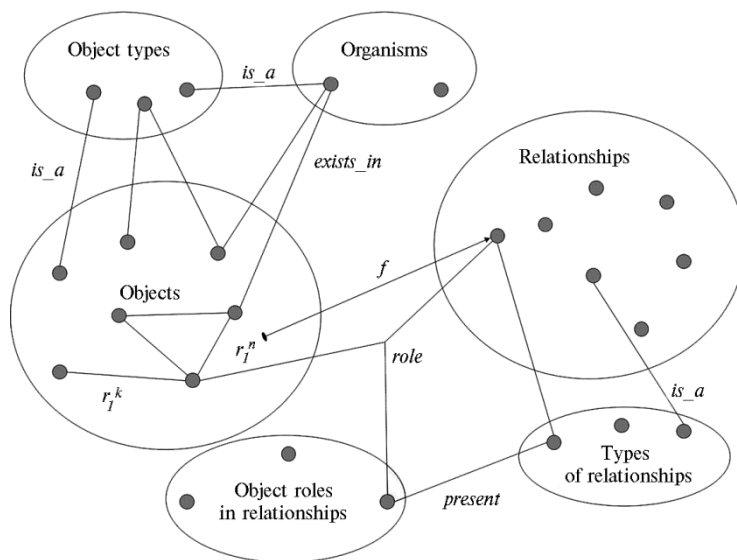 Object types
Organisms
is_a
is_a
exists_in
Relationships
f
Objects
r₁ⁿ
role
r₁ᵏ
is_a
Types
of relationships
Object roles
in relationships
present